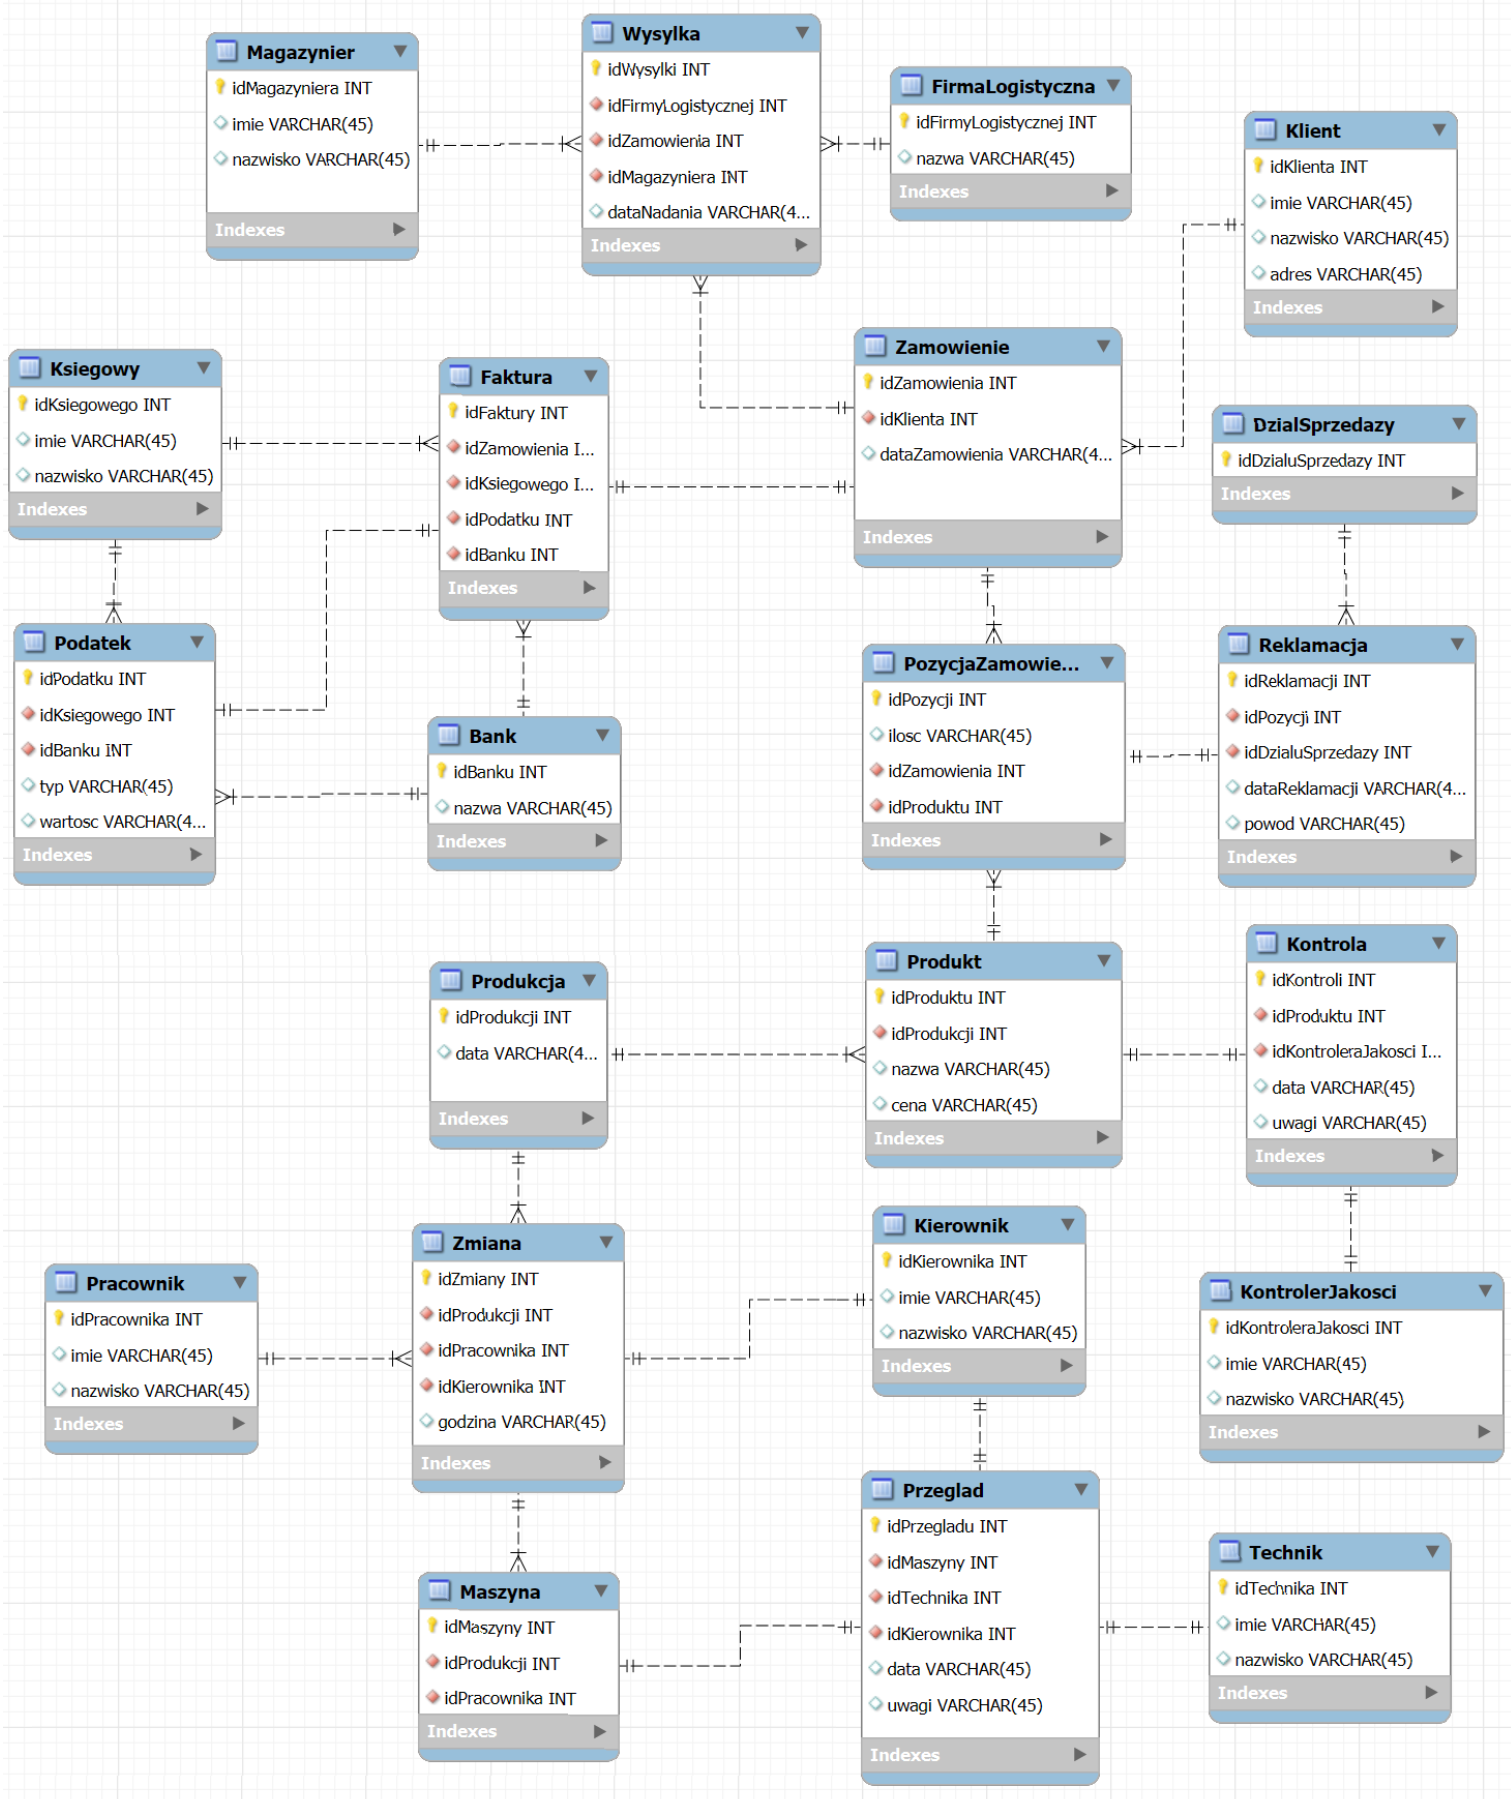 Magazynier
idMagazyniera INT
imie VARCHAR(45)
nazwisko VARCHAR(45)
Indexes
Wysylka
idWysylki INT
idFirmyLogistycznej INT
idZamowienia INT
idMagazyniera INT
dataNadania VARCHAR(4...
Indexes
FirmaLogistyczna
idFirmyLogistycznej INT
nazwa VARCHAR(45)
Indexes
Klient
idKlienta INT
imie VARCHAR(45)
nazwisko VARCHAR(45)
adres VARCHAR(45)
Indexes
Ksiegowy
idKsiegowego INT
imie VARCHAR(45)
nazwisko VARCHAR(45)
Indexes
Faktura
idFaktury INT
idZamowienia I...
idKsiegowego I...
idPodatku INT
idBanku INT
Indexes
Zamowienie
idZamowienia INT
idKlienta INT
dataZamowienia VARCHAR(4...
Indexes
DzialSprzedazy
idDzialuSprzedazy INT
Indexes
Podatek
idPodatku INT
idKsiegowego INT
idBanku INT
typ VARCHAR(45)
wartosc VARCHAR(4...
Indexes
Bank
idBanku INT
nazwa VARCHAR(45)
Indexes
PozycjaZamowie...
idPozycji INT
ilosc VARCHAR(45)
idZamowienia INT
idProduktu INT
Indexes
Reklamacja
idReklamacji INT
idPozycji INT
idDzialuSprzedazy INT
dataReklamacji VARCHAR(4...
powod VARCHAR(45)
Indexes
Produkcja
idProdukcji INT
data VARCHAR(4...
Indexes
Produkt
idProduktu INT
idProdukcji INT
nazwa VARCHAR(45)
cena VARCHAR(45)
Indexes
Kontrola
idKontroli INT
idProduktu INT
idKontroleraJakosci I...
data VARCHAR(45)
uwagi VARCHAR(45)
Indexes
Pracownik
idPracownika INT
imie VARCHAR(45)
nazwisko VARCHAR(45)
Indexes
Zmiana
idZmiany INT
idProdukcji INT
idPracownika INT
idKierownika INT
godzina VARCHAR(45)
Indexes
Kierownik
idKierownika INT
imie VARCHAR(45)
nazwisko VARCHAR(45)
Indexes
KontrolerJakosci
idKontroleraJakosci INT
imie VARCHAR(45)
nazwisko VARCHAR(45)
Indexes
Maszyna
idMaszyny INT
idProdukcji INT
idPracownika INT
Indexes
Przeglad
idPrzegladu INT
idMaszyny INT
idTechnika INT
idKierownika INT
data VARCHAR(45)
uwagi VARCHAR(45)
Indexes
Technik
idTechnika INT
imie VARCHAR(45)
nazwisko VARCHAR(45)
Indexes